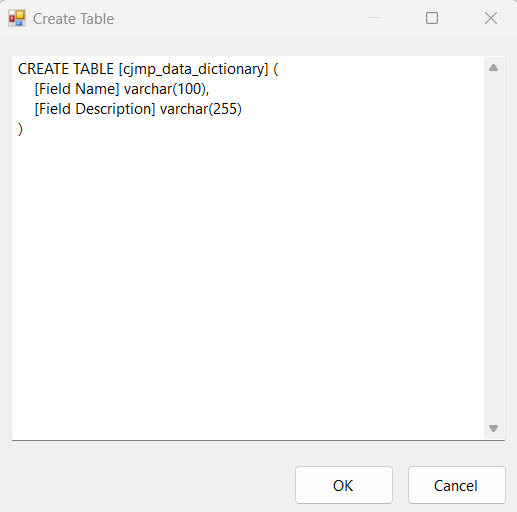 Create Table
CREATE TABLE [cjmp_data_dictionary] (
    [Field Name] varchar(100),
    [Field Description] varchar(255)
)
OK
Cancel